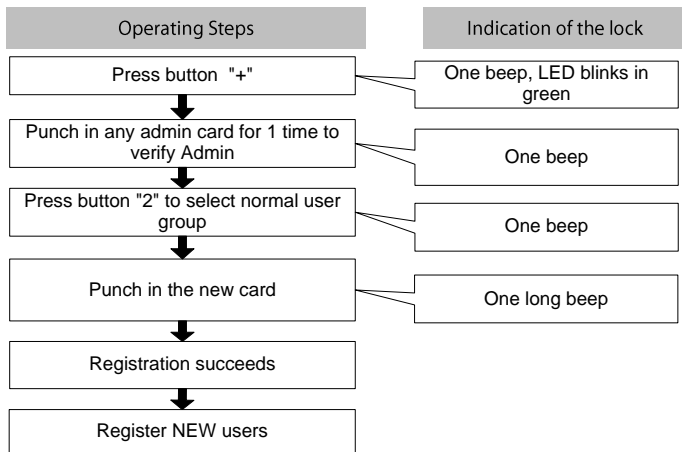 Operating Steps
Indication of the lock
Press button "+"
One beep, LED blinks in
green
Punch in any admin card for 1 time to
verify Admin
One beep
Press button "2" to select normal user
group
One beep
Punch in the new card
One long beep
Registration succeeds
Register NEW users